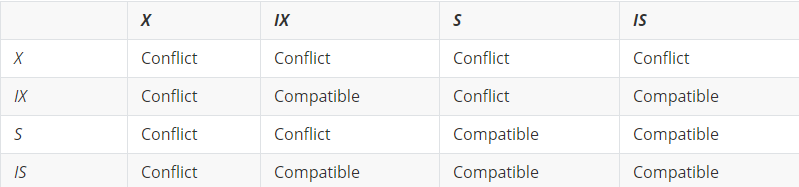 X IX S IS
X Conflict Conflict Conflict Conflict
IX Conflict Compatible Conflict Compatible
S Conflict Conflict Compatible Compatible
IS Conflict Compatible Compatible Compatible